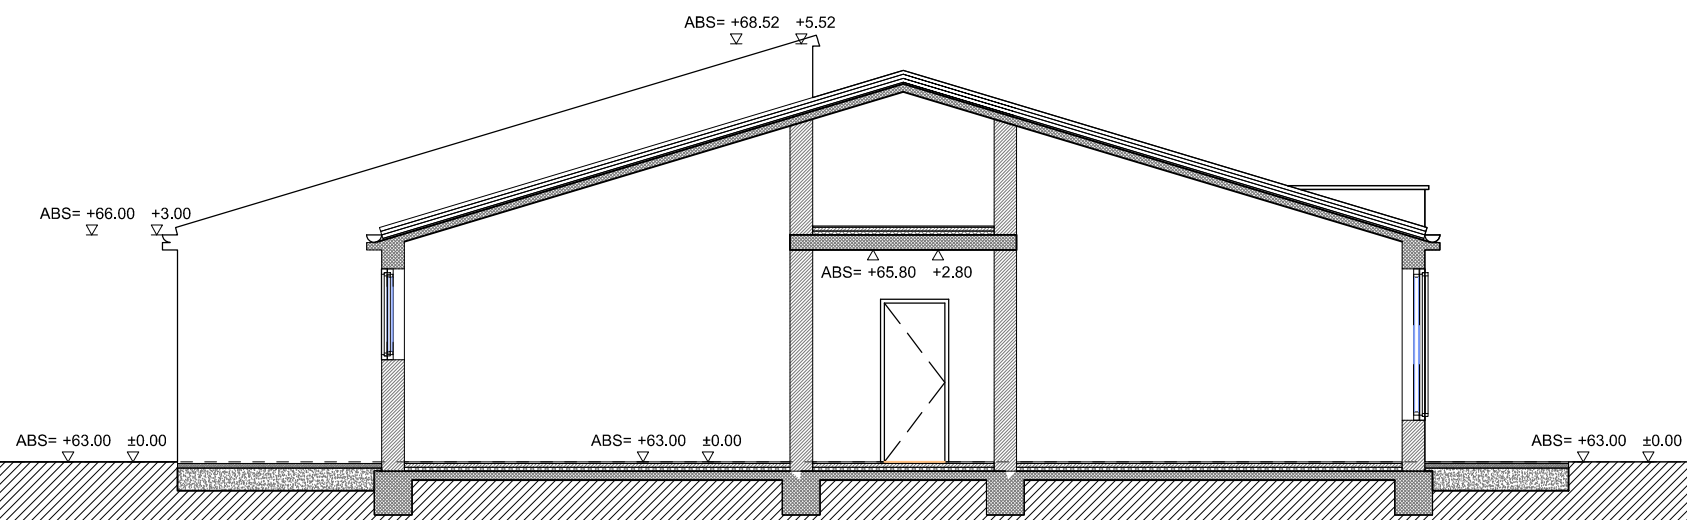 ABS= +68.52 +5.52
ABS= +66.00 +3.00
ABS= +65.80 +2.80
ABS= +63.00 ±0.00
ABS= +63.00 ±0.00
ABS= +63.00 ±0.00